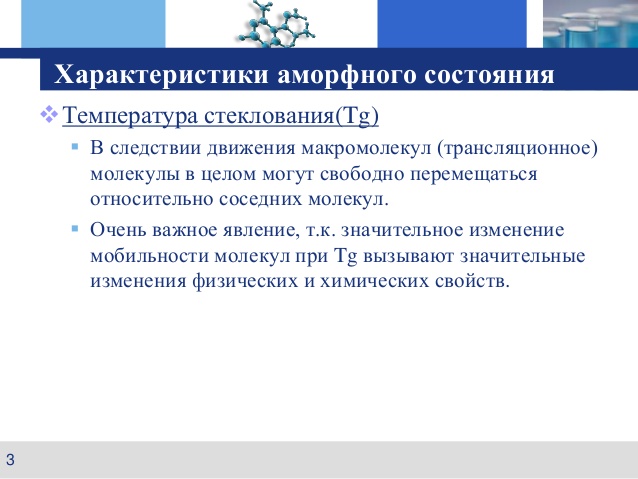 Характеристики аморфного состояния
Температура стеклования(Tg)
В следствии движения макромолекул (трансляционное)
молекулы в целом могут свободно перемещаться
относительно соседних молекул.
Очень важное явление, т.к. значительное изменение
мобильности молекул при Tg вызывают значительные
изменения физических и химических свойств.
3